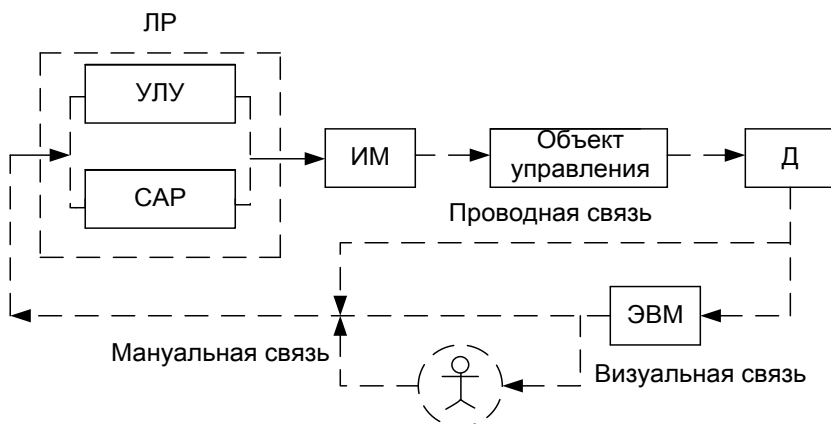 ЛР
УЛУ
САР
ИМ
Объект
управления
Д
Проводная связь
ЭВМ
Мануальная связь
Визуальная связь